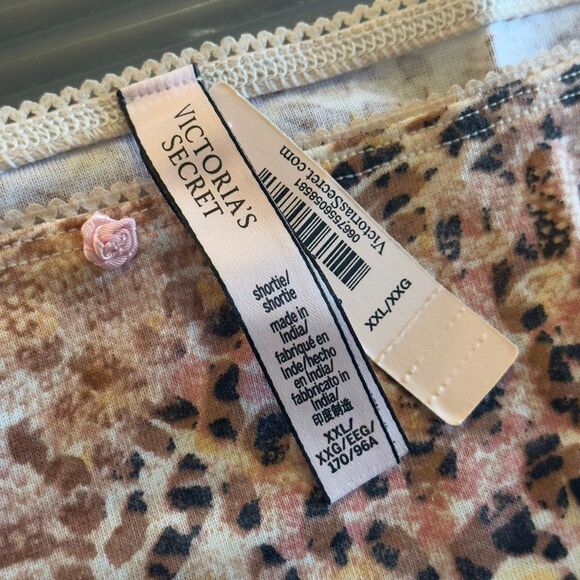 VICTORIA'S
SECRET
shortie/
shortie
made in
India/
fabriqué en
Inde/hecho
en India/
fabbricato in
India/
印度制造
XXL/
XXG/EEG/
170/96A
0667556058581
VictoriasSecret.com
XXL/XXG